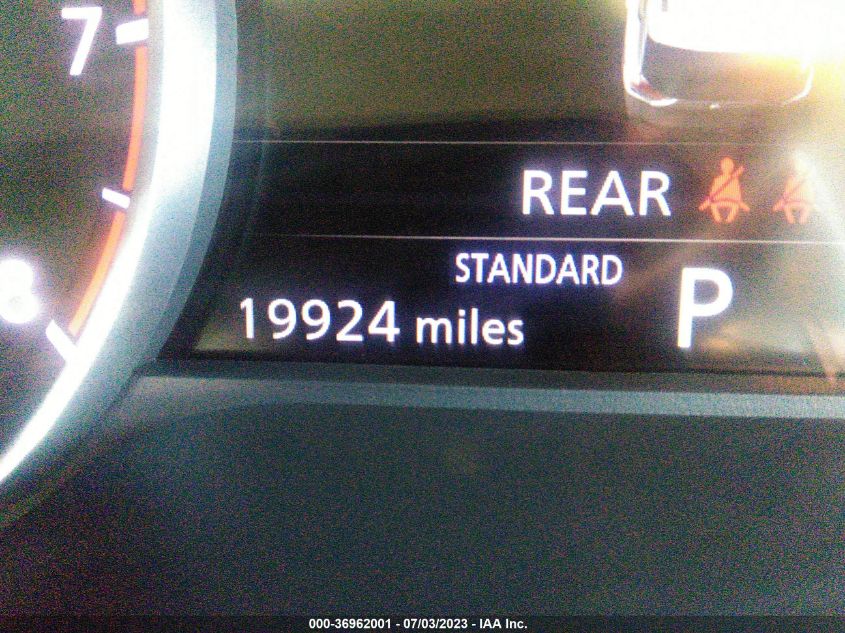 7
REAR
STANDARD
P
8
19924 miles
000-36962001 - 07/03/2023 - IAA Inc.